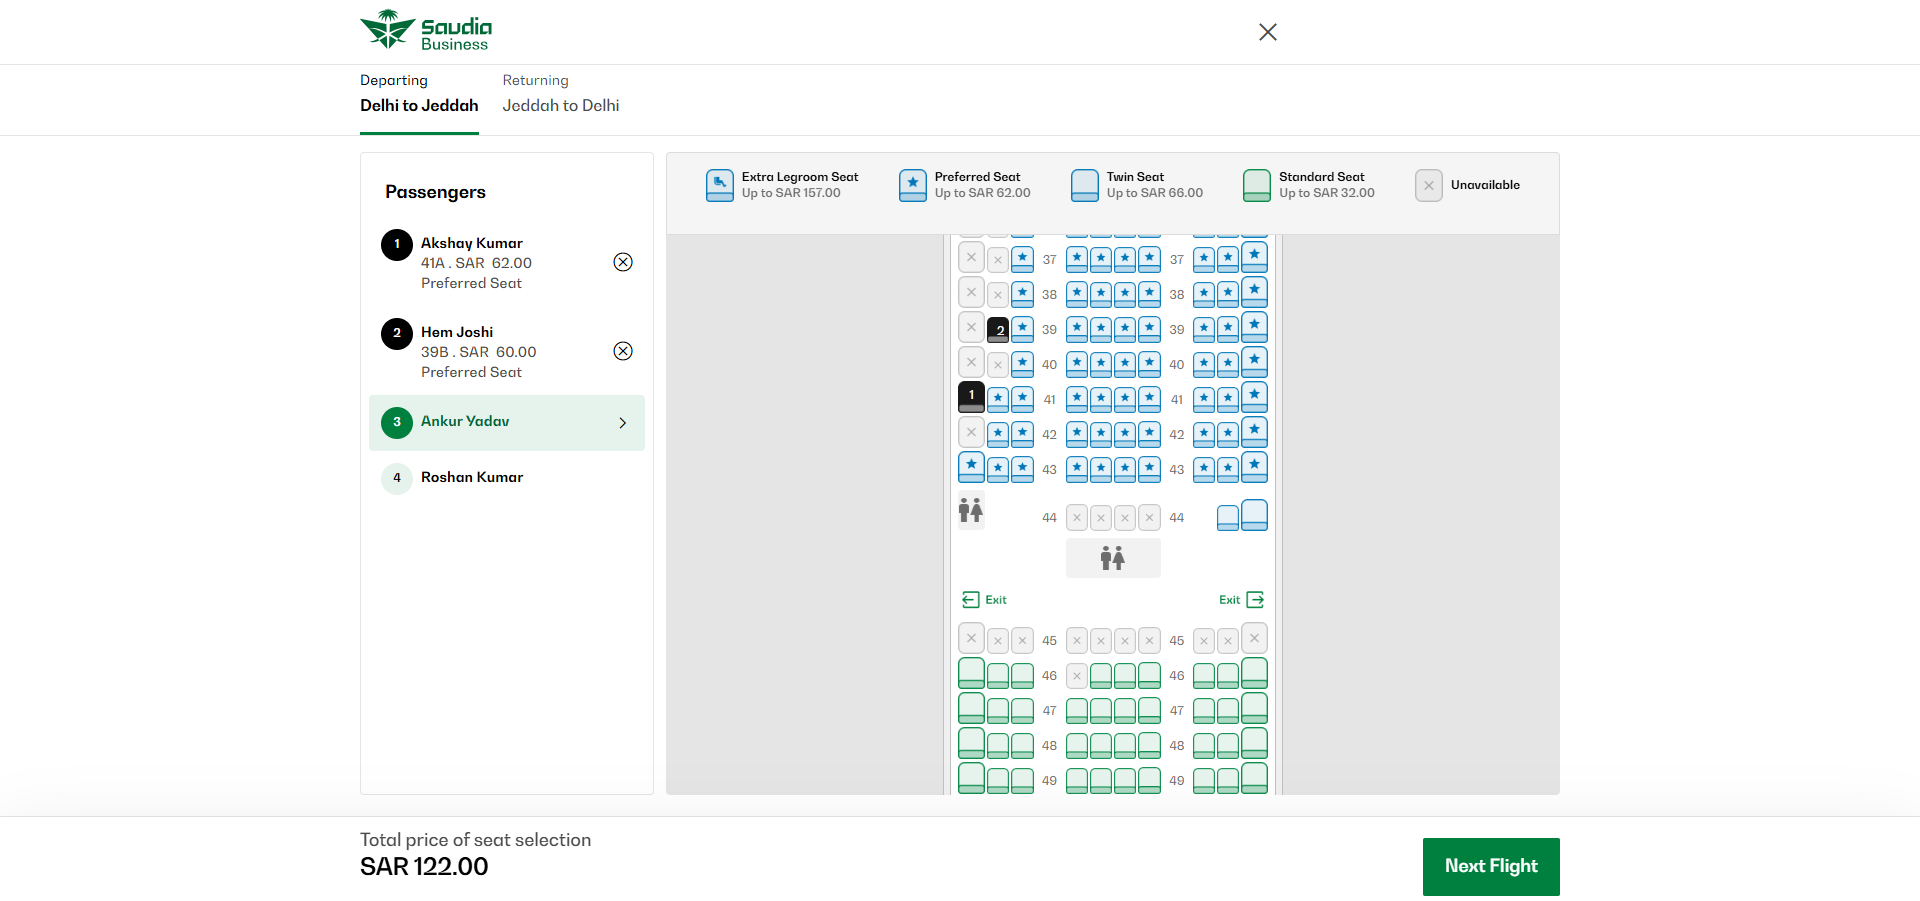 Saudia
Business
Departing
Delhi to Jeddah
Returning
Jeddah to Delhi
Passengers
1
Akshay Kumar
41A . SAR 62.00
Preferred Seat
2
Hem Joshi
39B . SAR 60.00
Preferred Seat
3
Ankur Yadav
4
Roshan Kumar
Extra Legroom Seat
Up to SAR 157.00
Preferred Seat
Up to SAR 62.00
Twin Seat
Up to SAR 66.00
Standard Seat
Up to SAR 32.00
Unavailable
37 37
38 38
2 39 39
40 40
1 41 41
42 42
43 43
44 44
Exit Exit
45 45
46 46
47 47
48 48
49 49
Total price of seat selection
SAR 122.00
Next Flight